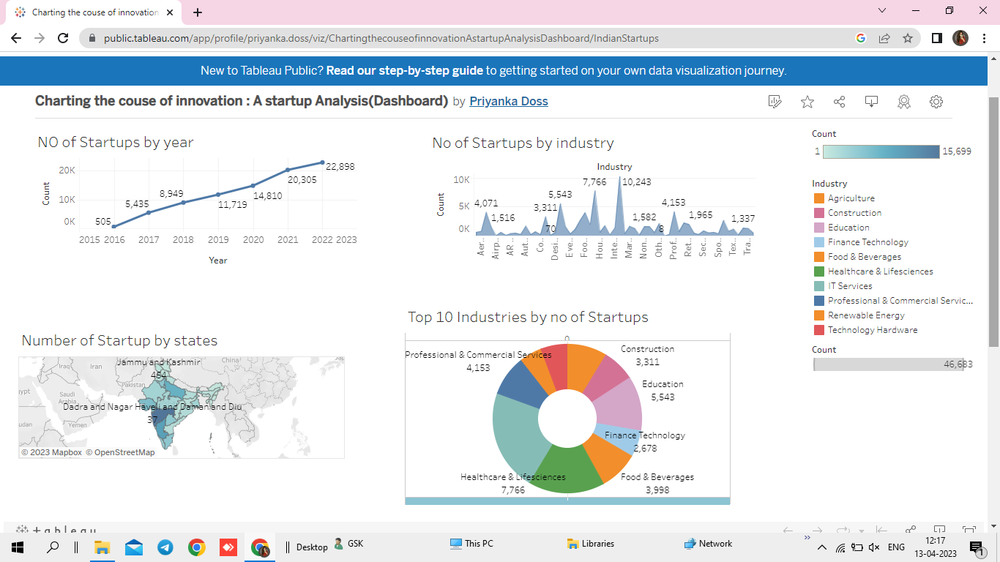 Charting the couse of innovation
public.tableau.com/app/profile/priyanka.doss/viz/ChartingthecouseofinnovationAstartupAnalysisDashboard/IndianStartups
New to Tableau Public? Read our step-by-step guide to getting started on your own data visualization journey.
Charting the couse of innovation : A startup Analysis(Dashboard) by Priyanka Doss
NO of Startups by year
Count
20K
10K
0K
505
5,435
8,949
11,719
14,810
20,305
22,898
2015 2016 2017 2018 2019 2020 2021 2022 2023
Year
No of Startups by industry
Industry
Count
10K
5K
0K
4,071
1,516
3,311
70
5,543
7,766
10,243
1,582
8
4,153
1,965
1,337
Aer..
Airp..
AR..
Aut..
Co..
Desi..
Eve..
Foo..
Hou..
Inte..
Mar..
Non..
Oth..
Prof..
Ret..
Sec..
Spo..
Tex..
Tra..
Count
1 15,699
Industry
Agriculture
Construction
Education
Finance Technology
Food & Beverages
Healthcare & Lifesciences
IT Services
Professional & Commercial Servic...
Renewable Energy
Technology Hardware
Count
46,683
Number of Startup by states
Iraq
Iran
China
Jammu and Kashmir
454
Pakistan
Saudi
Arabia
Dadra and Nagar Haveli and Daman and Diu
37
Yemen
© 2023 Mapbox © OpenStreetMap
Top 10 Industries by no of Startups
0
Professional & Commercial Services
4,153
Construction
3,311
Education
5,543
Finance Technology
2,678
Healthcare & Lifesciences
7,766
Food & Beverages
3,998
tableau
Desktop
GSK
This PC
Libraries
Network
ENG
12:17
13-04-2023
1